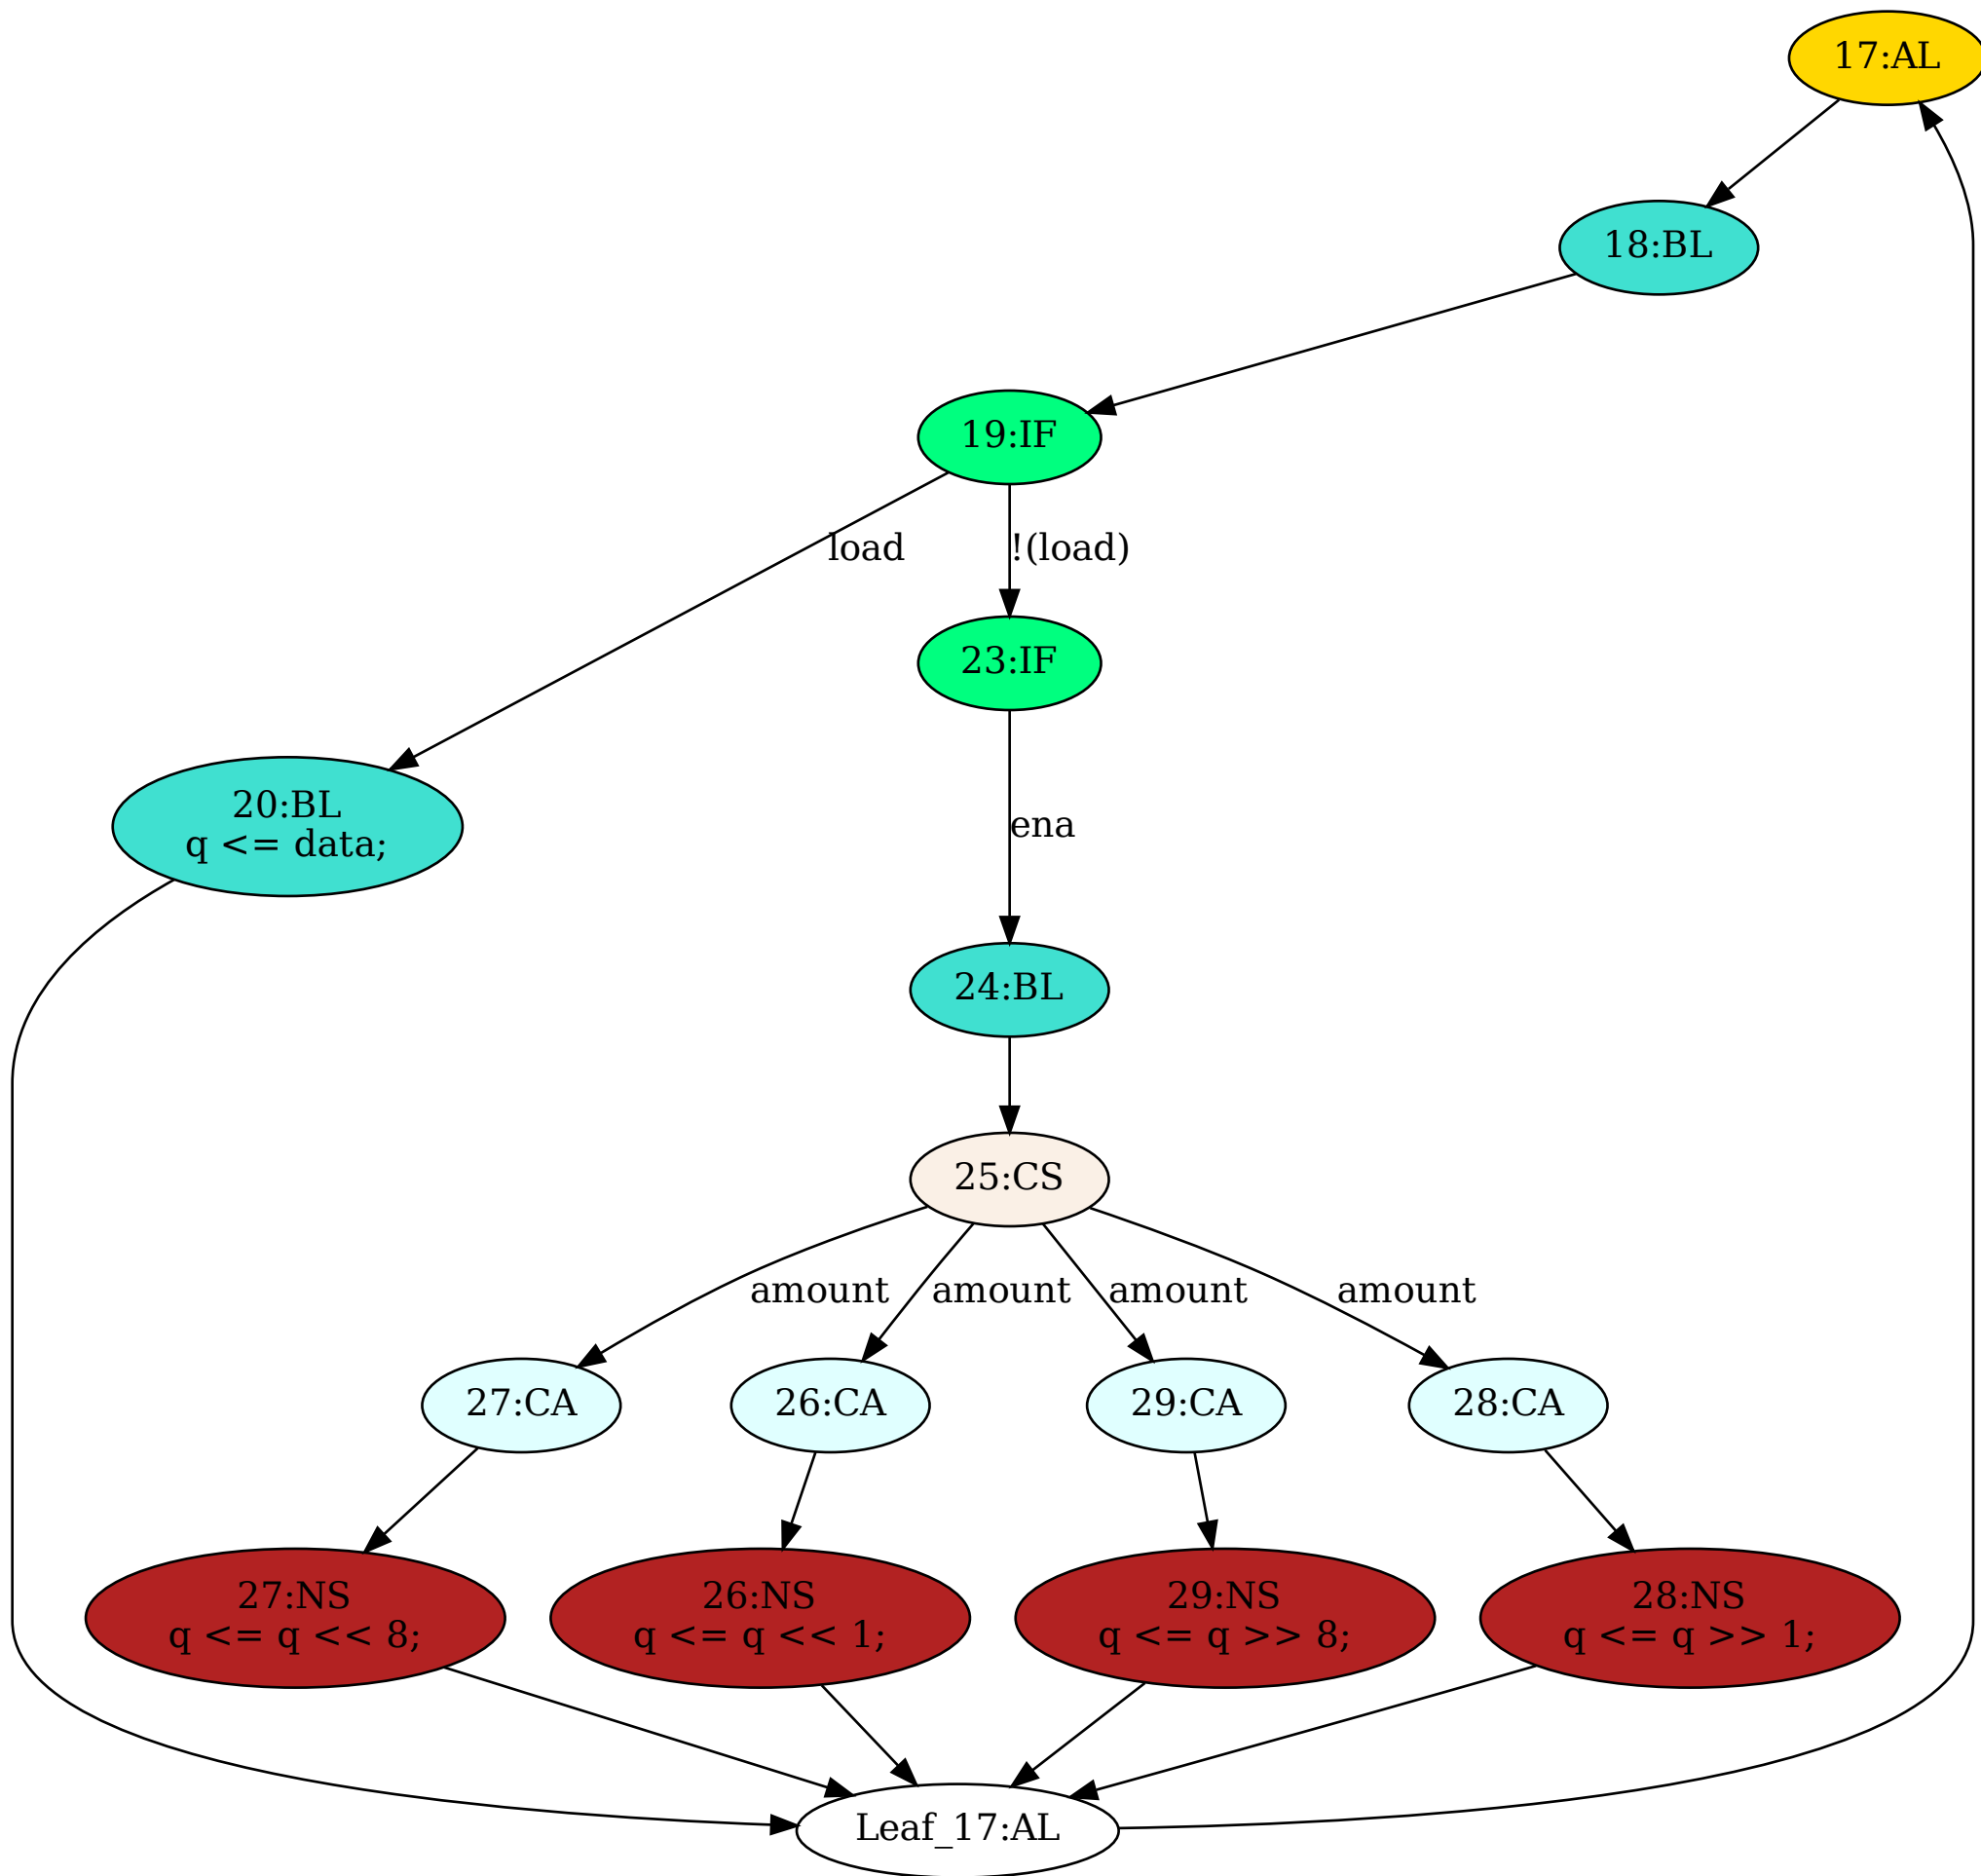 17:AL
18:BL
19:IF
load
!(load)
23:IF
20:BL
q <= data;
ena
24:BL
25:CS
amount
amount
amount
amount
27:CA
26:CA
29:CA
28:CA
27:NS
q <= q << 8;
26:NS
q <= q << 1;
29:NS
q <= q >> 8;
28:NS
q <= q >> 1;
Leaf_17:AL